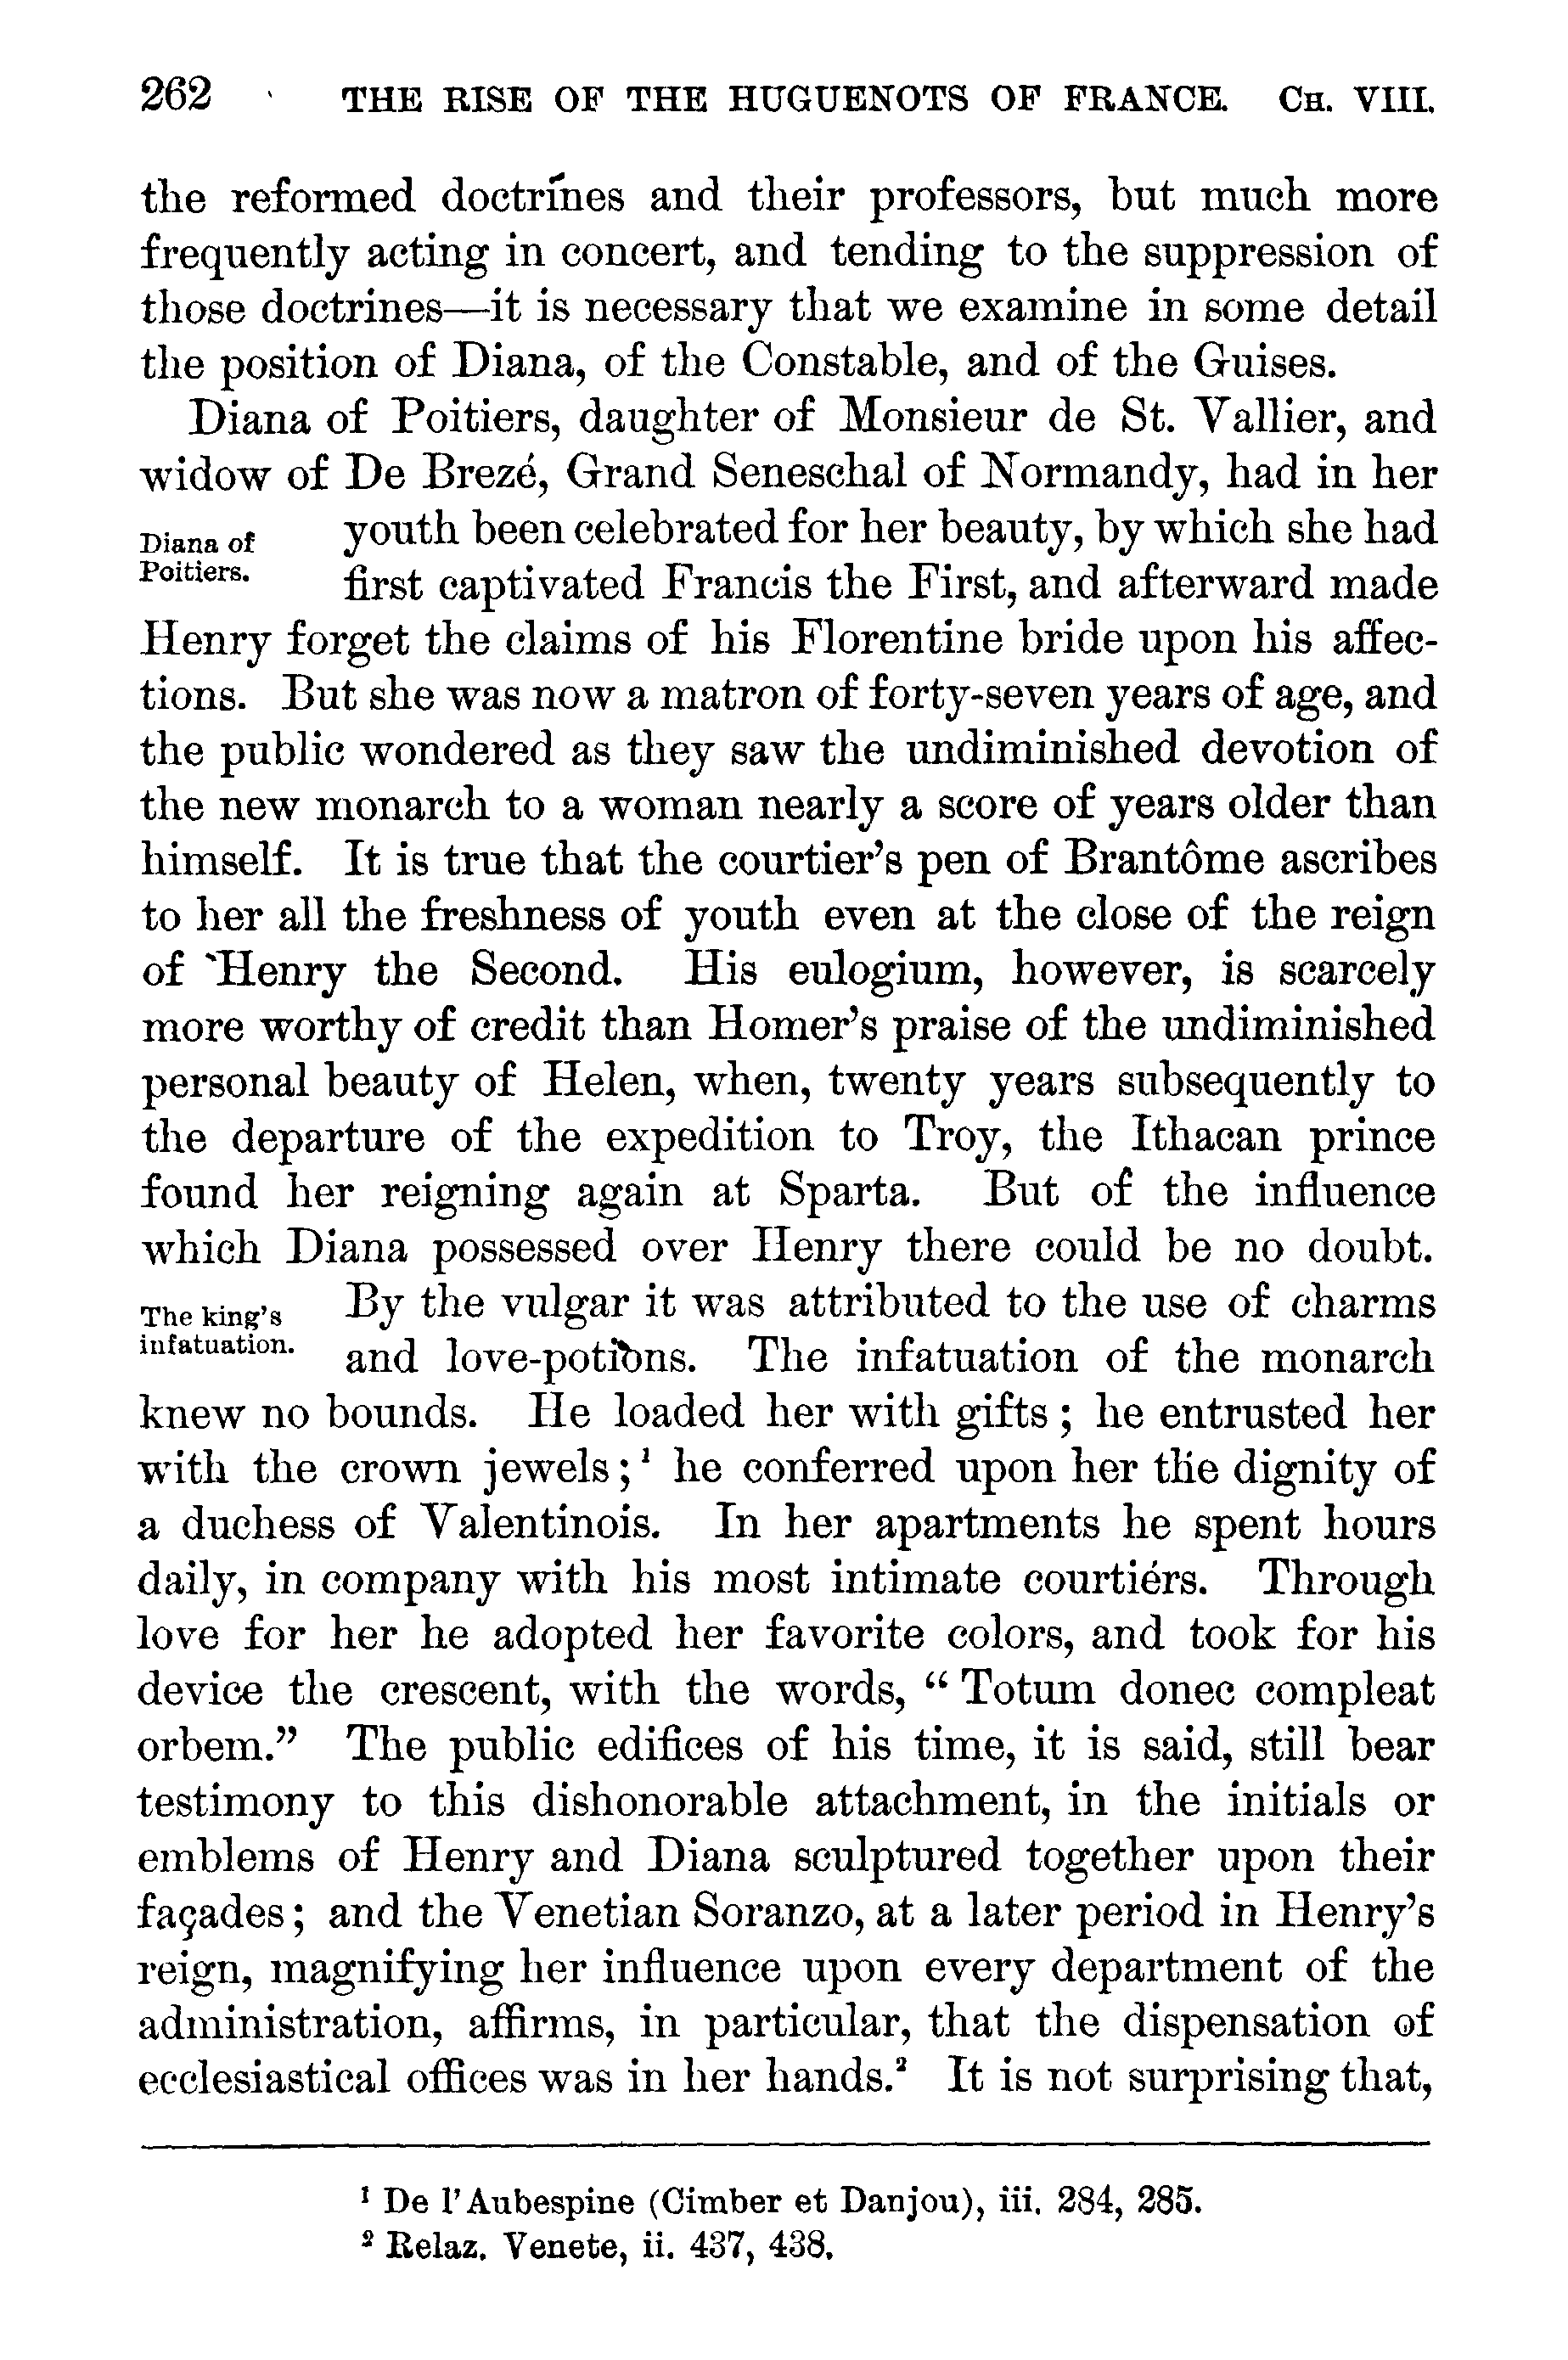 262 THE RISE OF THE HUGUENOTS OF FRANCE. CH. VIII.
the reformed doctrines and their professors, but much more
frequently acting in concert, and tending to the suppression of
those doctrines—it is necessary that we examine in some detail
the position of Diana, of the Constable, and of the Guises.
Diana of Poitiers, daughter of Monsieur de St. Vallier, and
widow of De Brezé, Grand Seneschal of Normandy, had in her
Diana of
Poitiers.
youth been celebrated for her beauty, by which she had
first captivated Francis the First, and afterward made
Henry forget the claims of his Florentine bride upon his affec-
tions. But she was now a matron of forty-seven years of age, and
the public wondered as they saw the undiminished devotion of
the new monarch to a woman nearly a score of years older than
himself. It is true that the courtier's pen of Brantôme ascribes
to her all the freshness of youth even at the close of the reign
of Henry the Second. His eulogium, however, is scarcely
more worthy of credit than Homer's praise of the undiminished
personal beauty of Helen, when, twenty years subsequently to
the departure of the expedition to Troy, the Ithacan prince
found her reigning again at Sparta. But of the influence
which Diana possessed over Henry there could be no doubt.
The king's
infatuation.
By the vulgar it was attributed to the use of charms
and love-potions. The infatuation of the monarch
knew no bounds. He loaded her with gifts; he entrusted her
with the crown jewels;¹ he conferred upon her the dignity of
a duchess of Valentinois. In her apartments he spent hours
daily, in company with his most intimate courtiers. Through
love for her he adopted her favorite colors, and took for his
device the crescent, with the words, "Totum donec compleat
orbem." The public edifices of his time, it is said, still bear
testimony to this dishonorable attachment, in the initials or
emblems of Henry and Diana sculptured together upon their
façades; and the Venetian Soranzo, at a later period in Henry's
reign, magnifying her influence upon every department of the
administration, affirms, in particular, that the dispensation of
ecclesiastical offices was in her hands.² It is not surprising that,
¹ De l'Aubespine (Cimber et Danjou), iii. 284, 285.
² Relaz. Venete, ii. 437, 438.